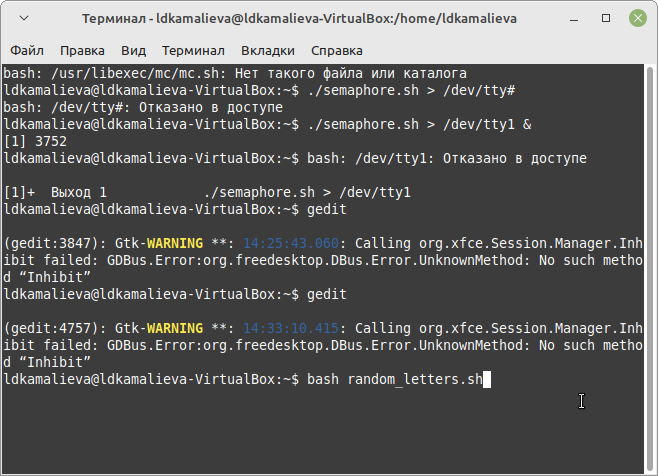 Терминал - ldkamalieva@ldkamalieva-VirtualBox:/home/ldkamalieva
Файл Правка Вид Терминал Вкладки Справка
bash: /usr/libexec/mc/mc.sh: Нет такого файла или каталога
ldkamalieva@ldkamalieva-VirtualBox:~$ ./semaphore.sh > /dev/tty#
bash: /dev/tty#: Отказано в доступе
ldkamalieva@ldkamalieva-VirtualBox:~$ ./semaphore.sh > /dev/tty1 &
[1] 3752
ldkamalieva@ldkamalieva-VirtualBox:~$ bash: /dev/tty1: Отказано в доступе
[1]+  Выход 1            ./semaphore.sh > /dev/tty1
ldkamalieva@ldkamalieva-VirtualBox:~$ gedit
(gedit:3847): Gtk-WARNING **: 14:25:43.060: Calling org.xfce.Session.Manager.Inh
ibit failed: GDBus.Error:org.freedesktop.DBus.Error.UnknownMethod: No such metho
d “Inhibit”
ldkamalieva@ldkamalieva-VirtualBox:~$ gedit
(gedit:4757): Gtk-WARNING **: 14:33:10.415: Calling org.xfce.Session.Manager.Inh
ibit failed: GDBus.Error:org.freedesktop.DBus.Error.UnknownMethod: No such metho
d “Inhibit”
ldkamalieva@ldkamalieva-VirtualBox:~$ bash random_letters.sh